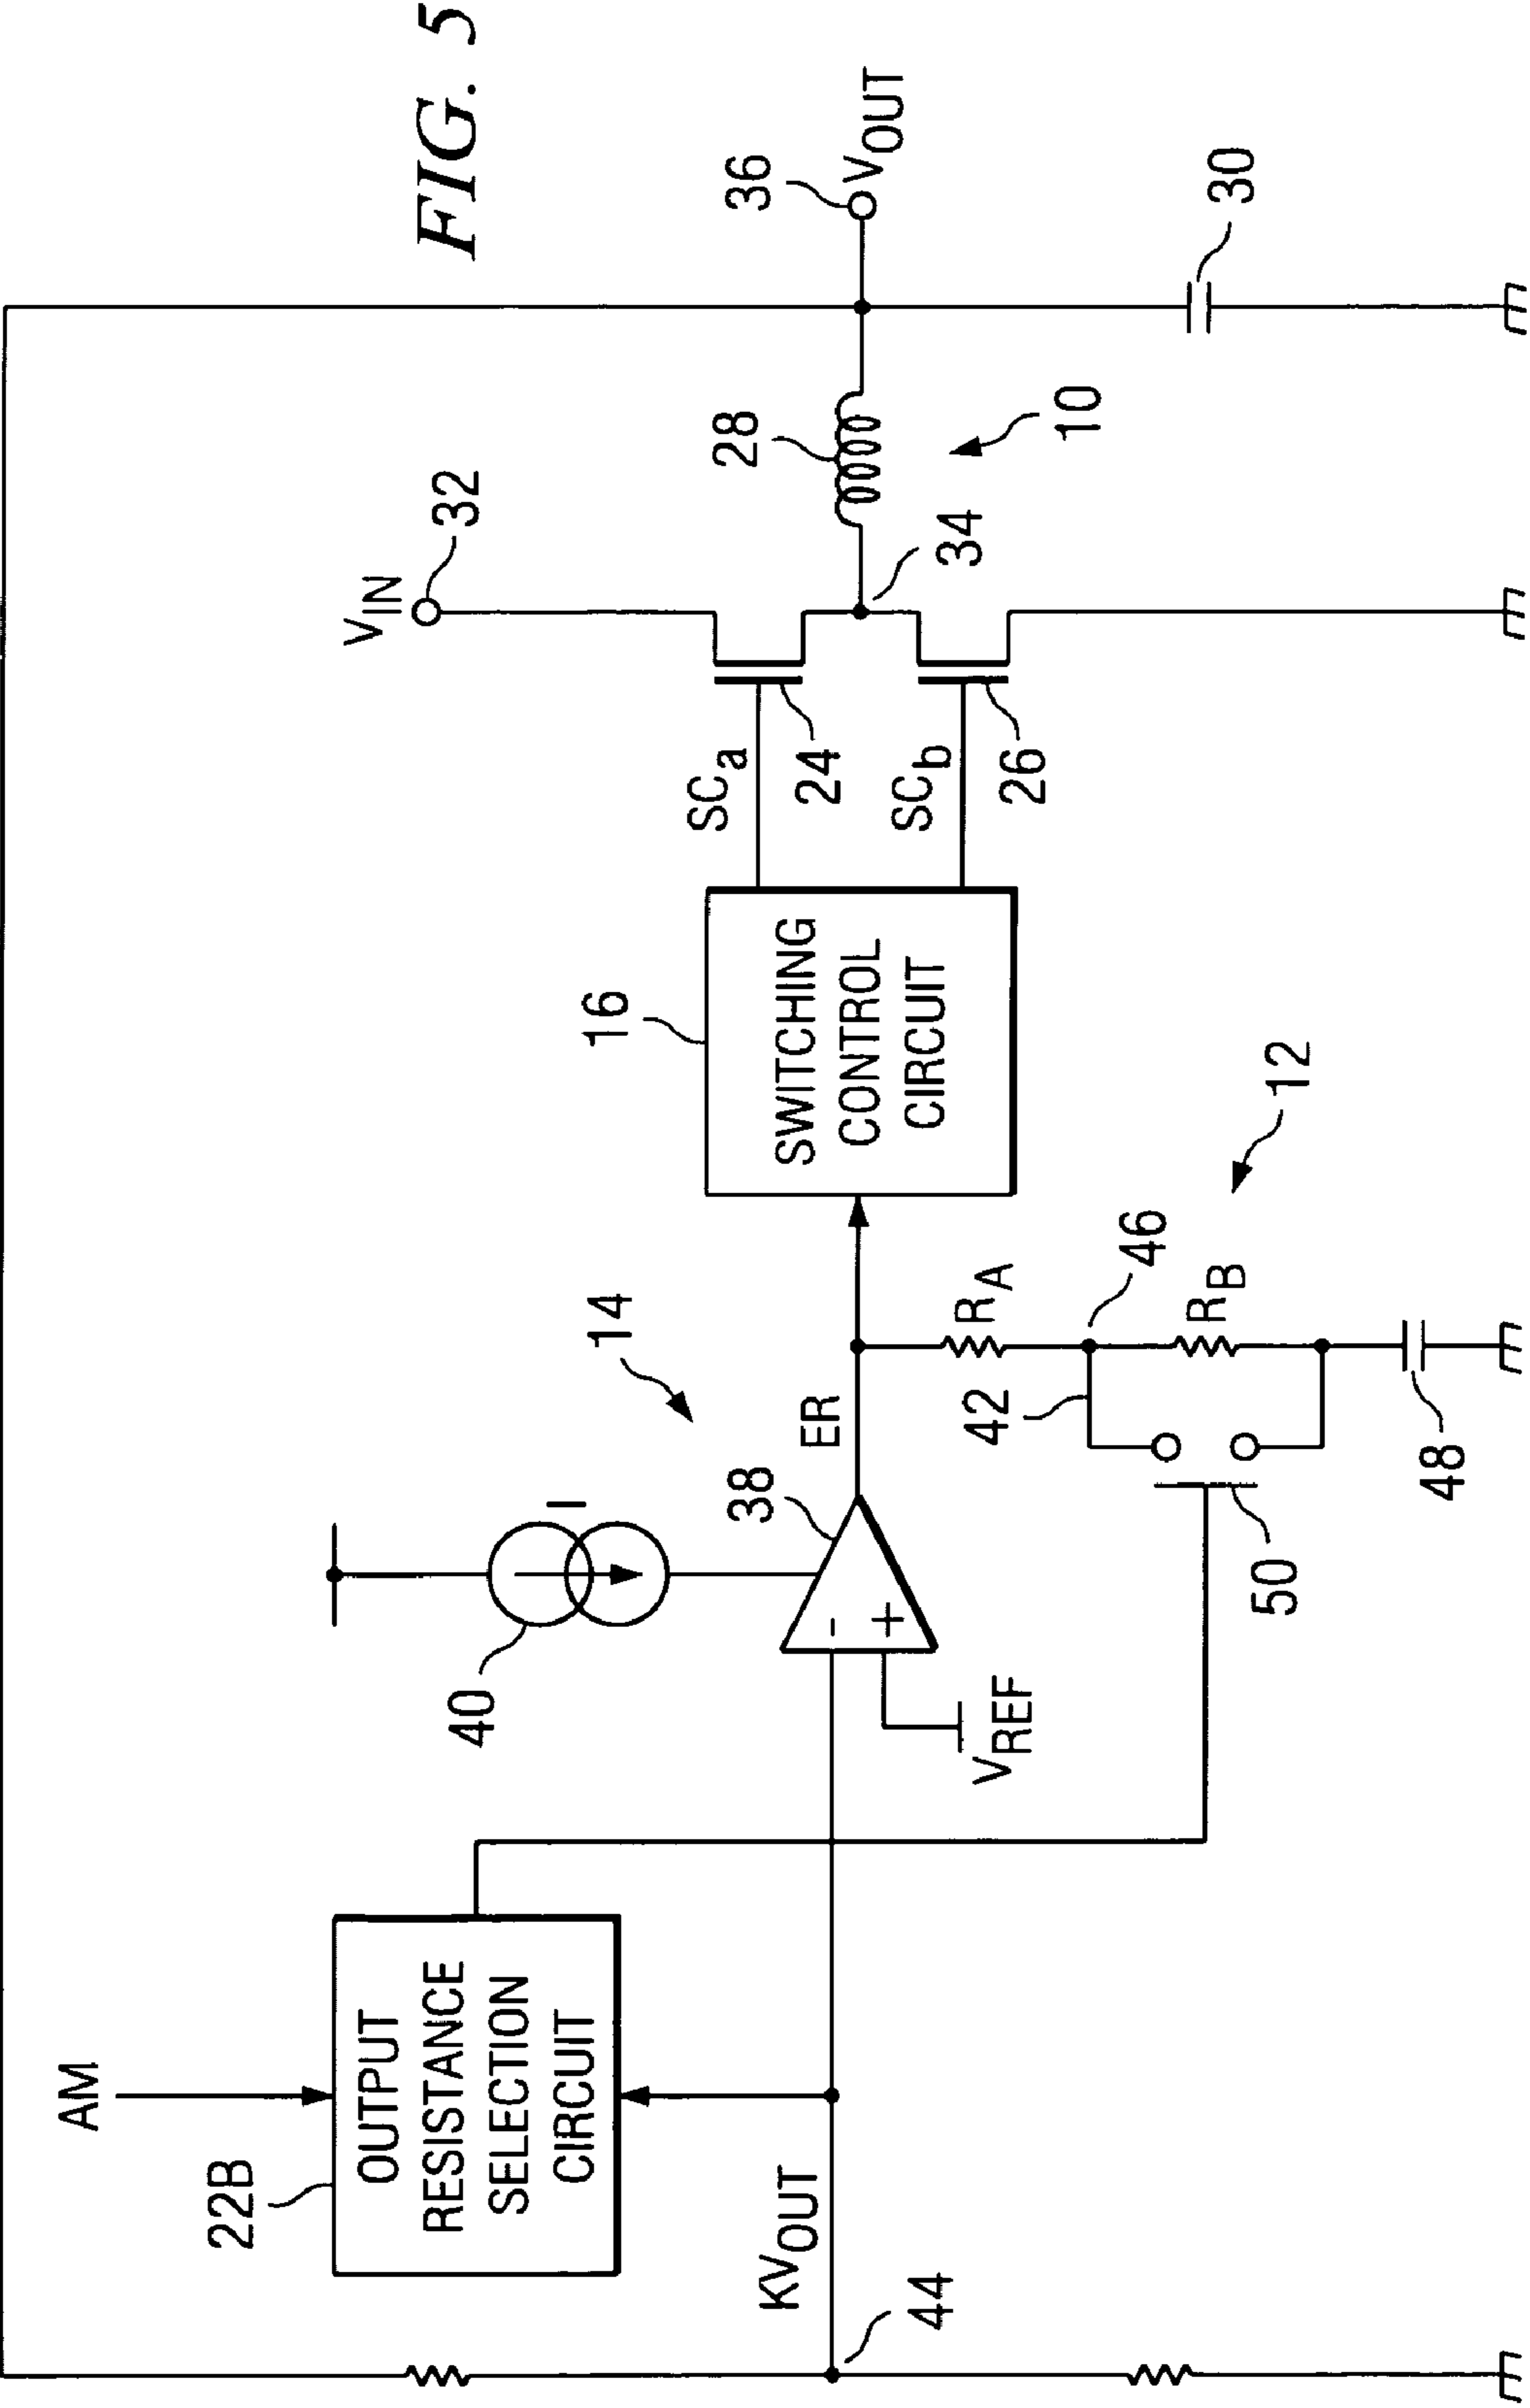 FIG. 5
AM
22B
OUTPUT
RESISTANCE
SELECTION
CIRCUIT
KVOUT
44
40
I
38
-
+
VREF
14
ER
50
42
RA
46
RB
48
12
16
SWITCHING
CONTROL
CIRCUIT
SCa
24
SCb
26
VIN
32
34
28
10
36
VOUT
30